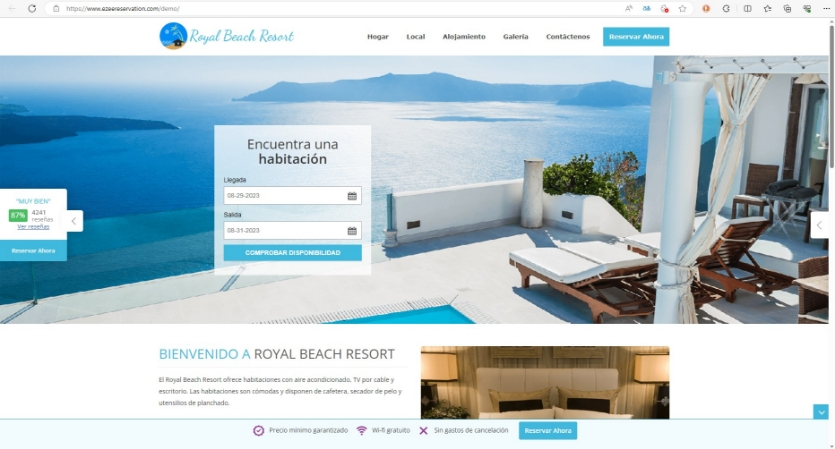 https://www.ezeereservation.com/demo/
Royal Beach Resort
Hogar Local Alojamiento Galería Contáctenos Reservar Ahora
Encuentra una
habitación
Llegada
08-29-2023
Salida
08-31-2023
COMPROBAR DISPONIBILIDAD
"MUY BIEN"
87% 4241
reseñas
Ver reseñas
Reservar Ahora
BIENVENIDO A ROYAL BEACH RESORT
El Royal Beach Resort ofrece habitaciones con aire acondicionado, TV por cable y
escritorio. Las habitaciones son cómodas y disponen de cafetera, secador de pelo y
utensilios de planchado.
Precio mínimo garantizado Wi-fi gratuito Sin gastos de cancelación Reservar Ahora